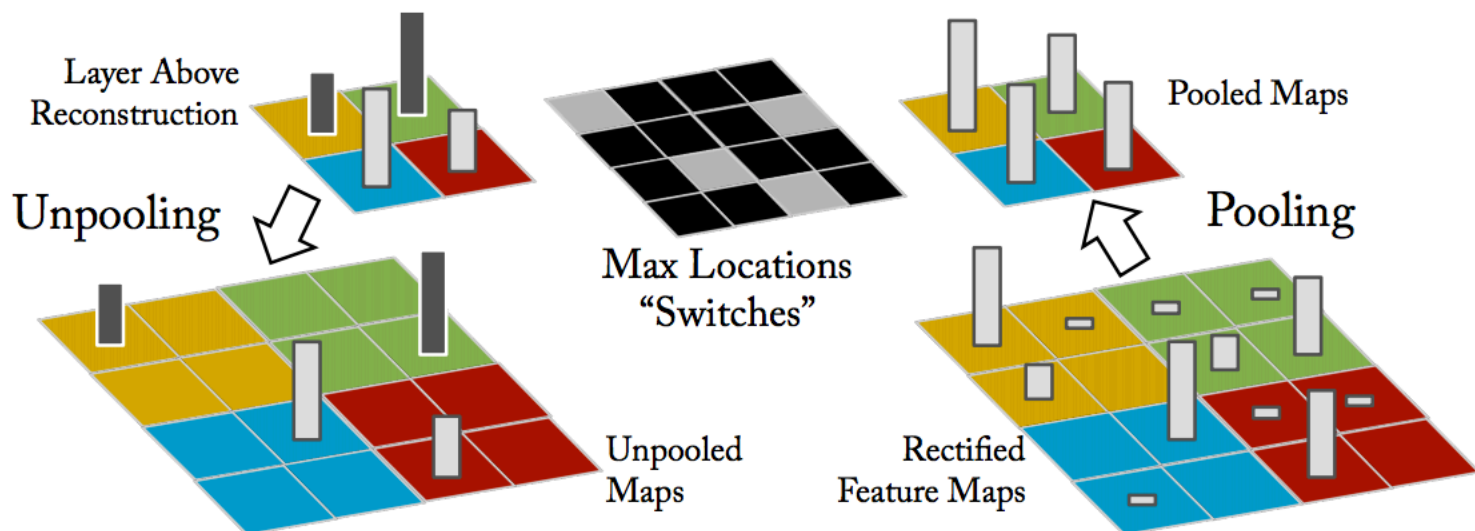 Layer Above
Reconstruction
Pooled Maps
Unpooling
Pooling
Max Locations
“Switches”
Unpooled
Maps
Rectified
Feature Maps